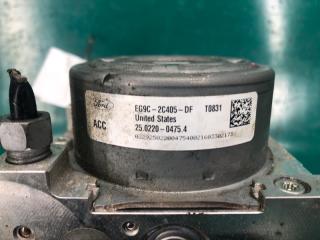 Ford
EG9C-2C405-DF T0831
United States
ACC 25.0220-0475.4